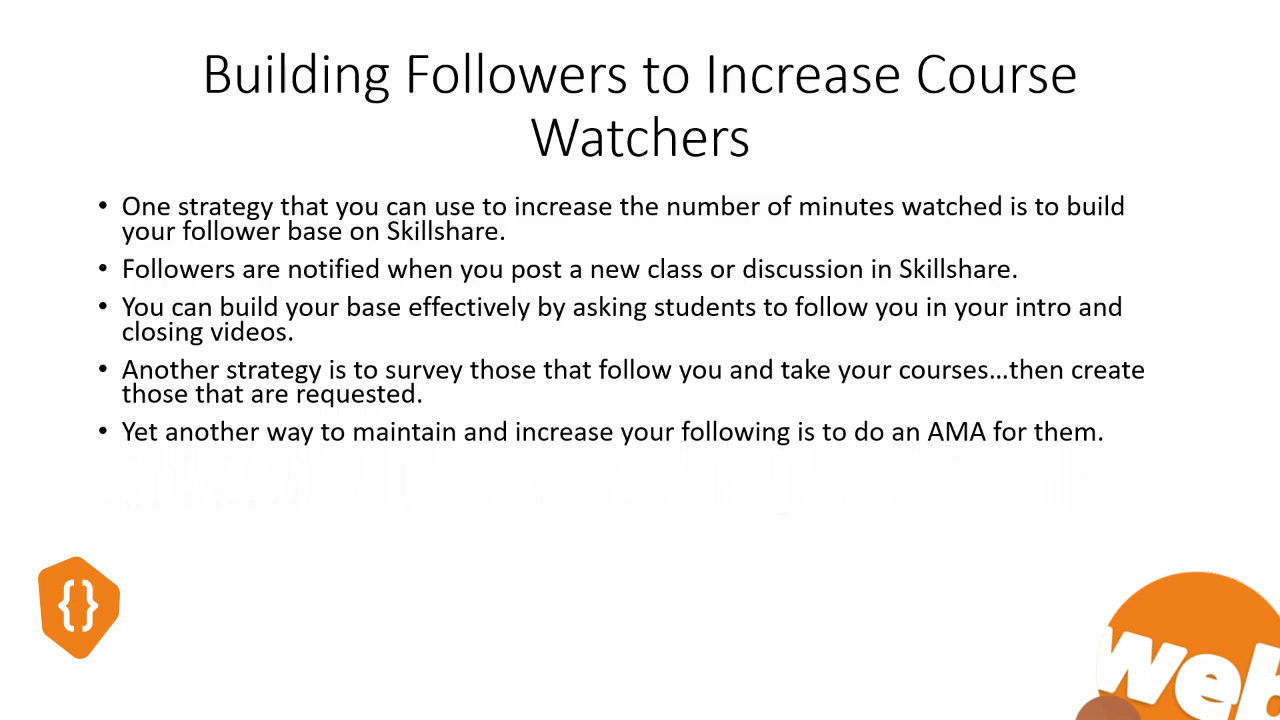 Building Followers to Increase Course
Watchers
• One strategy that you can use to increase the number of minutes watched is to build
your follower base on Skillshare.
• Followers are notified when you post a new class or discussion in Skillshare.
• You can build your base effectively by asking students to follow you in your intro and
closing videos.
• Another strategy is to survey those that follow you and take your courses…then create
those that are requested.
• Yet another way to maintain and increase your following is to do an AMA for them.
{}
web